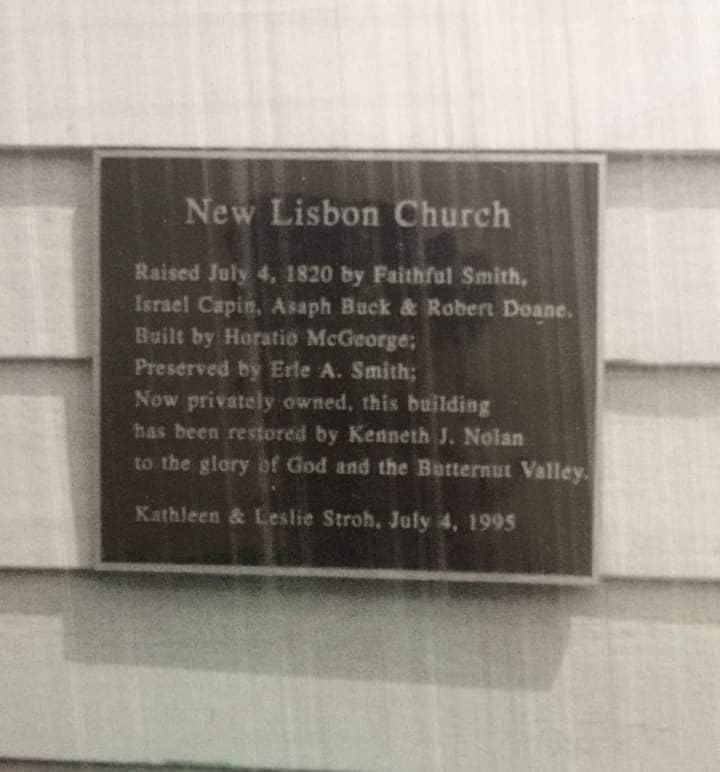 New Lisbon Church
Raised July 4, 1820 by Faithful Smith,
Israel Capin, Asaph Buck & Robert Doane.
Built by Horatio McGeorge;
Preserved by Erle A. Smith;
Now privately owned, this building
has been restored by Kenneth J. Nolan
to the glory of God and the Butternut Valley.
Kathleen & Leslie Stroh, July 4, 1995